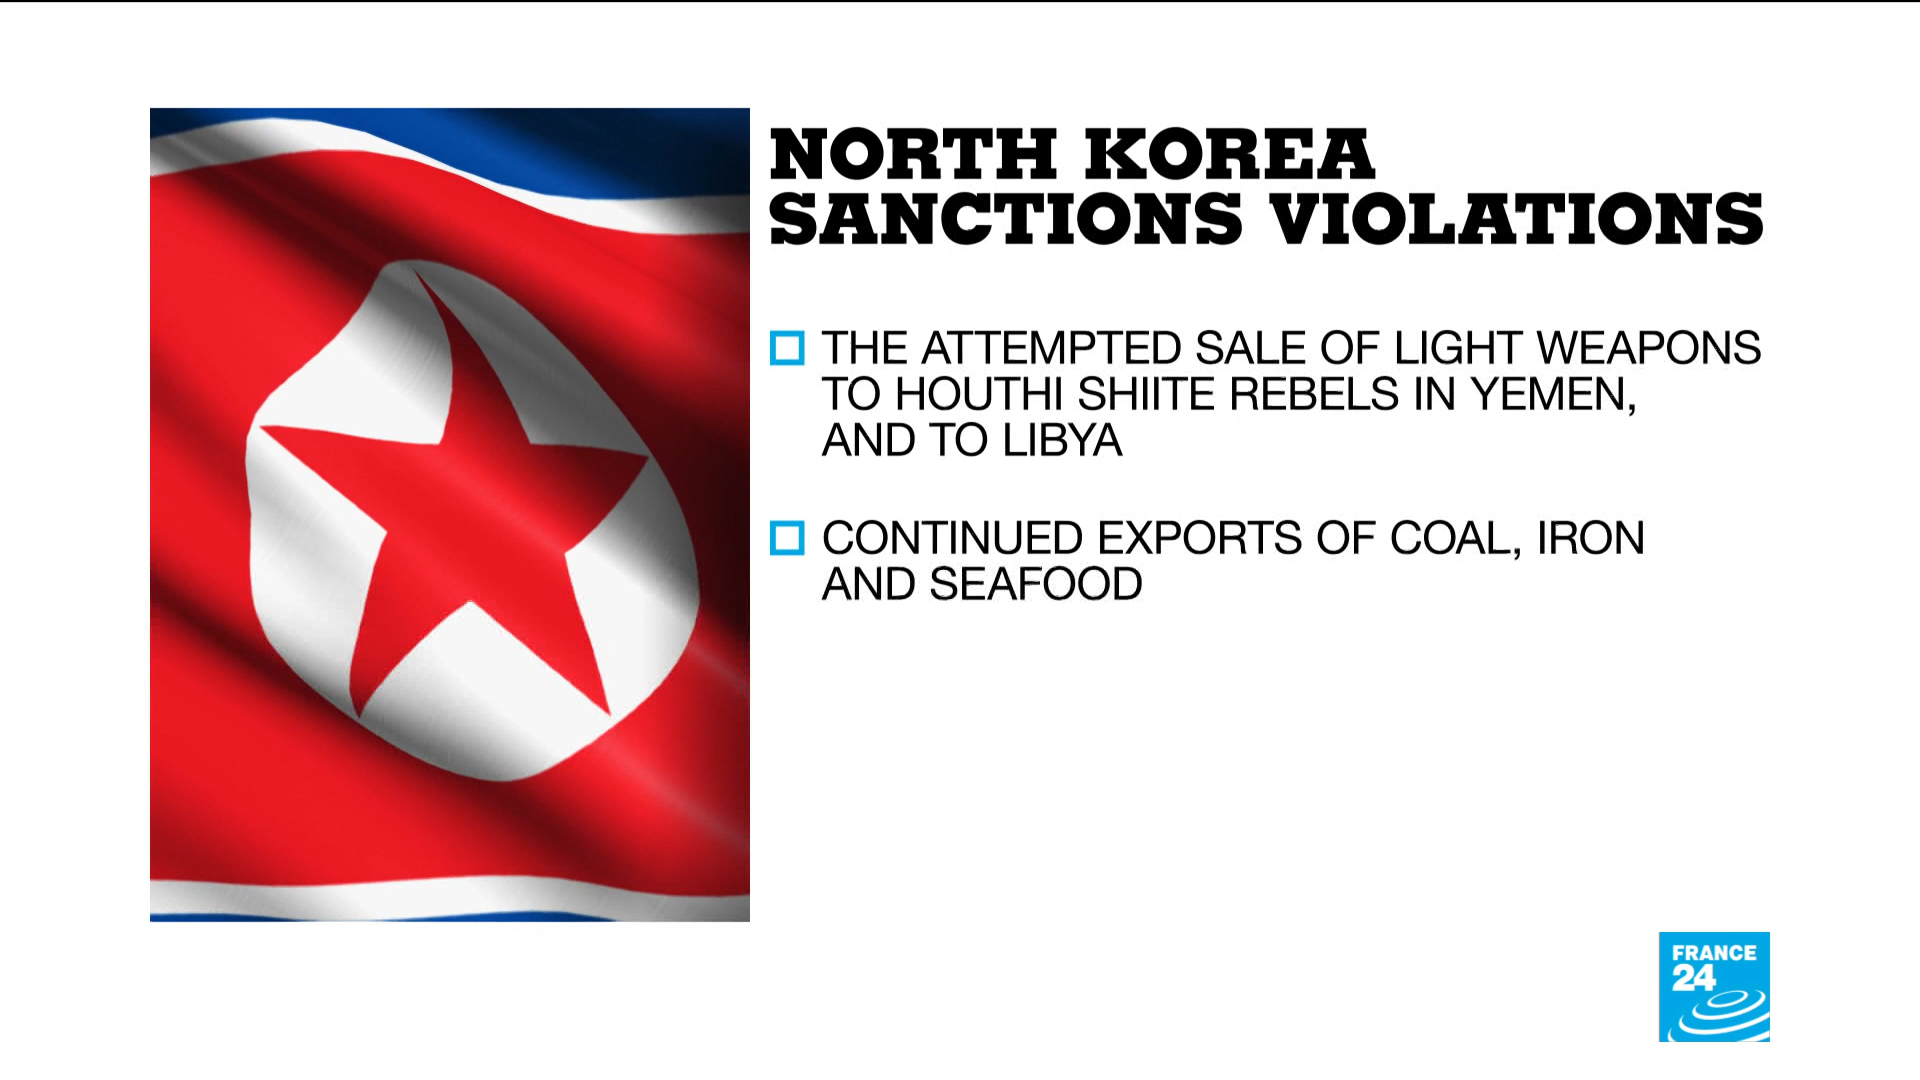 NORTH KOREA
SANCTIONS VIOLATIONS
THE ATTEMPTED SALE OF LIGHT WEAPONS
TO HOUTHI SHIITE REBELS IN YEMEN,
AND TO LIBYA
CONTINUED EXPORTS OF COAL, IRON
AND SEAFOOD
FRANCE
24